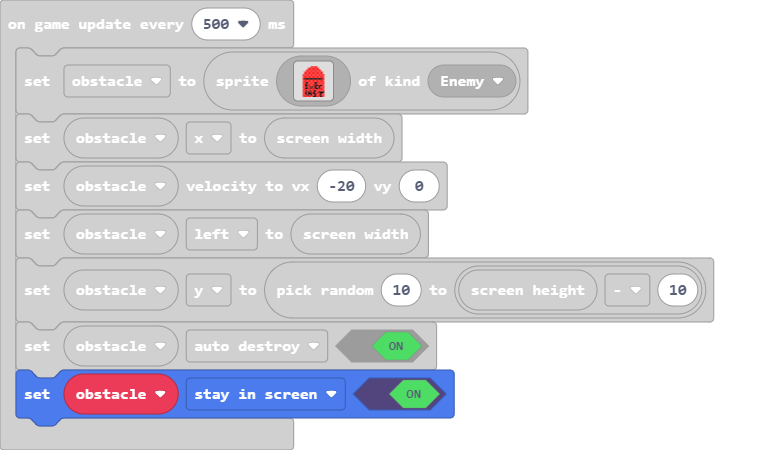 on game update every 500 ms
set obstacle to sprite of kind Enemy
set obstacle x to screen width
set obstacle velocity to vx -20 vy 0
set obstacle left to screen width
set obstacle y to pick random 10 to screen height - 10
set obstacle auto destroy ON
set obstacle stay in screen ON